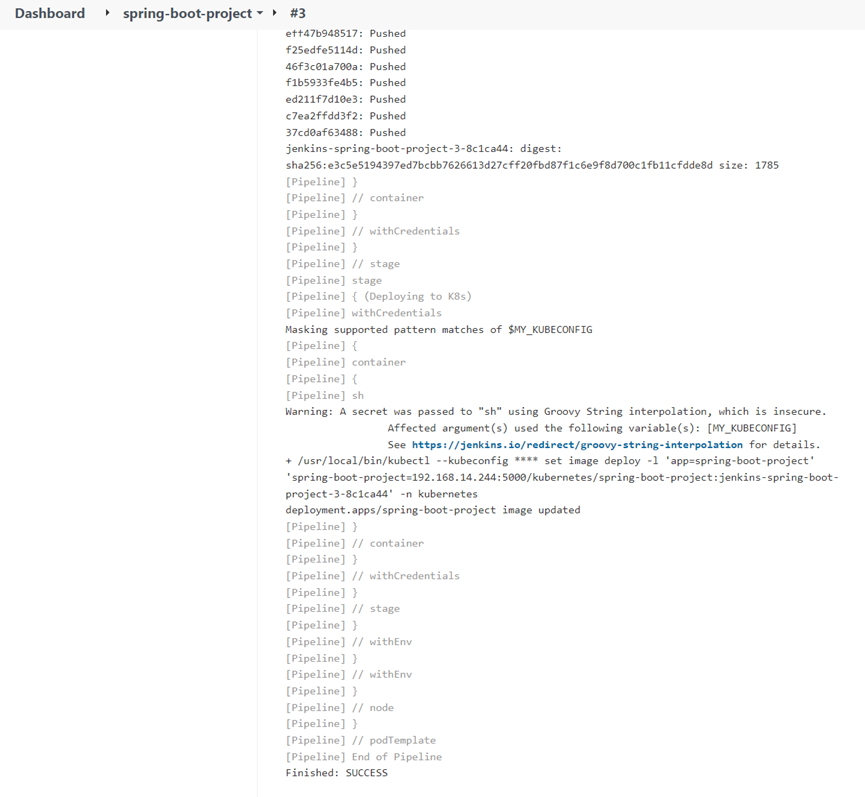 Dashboard spring-boot-project #3
eff47b948517: Pushed
f25edfe5114d: Pushed
46f3c01a700a: Pushed
f1b5933fe4b5: Pushed
ed211f7d10e3: Pushed
c7ea2ffdd3f2: Pushed
37cd0af63488: Pushed
jenkins-spring-boot-project-3-8c1ca44: digest:
sha256:e3c5e5194397ed7bcbb7626613d27cff20fbd87f1c6e9f8d700c1fb11cfdde8d size: 1785
[Pipeline] }
[Pipeline] // container
[Pipeline] }
[Pipeline] // withCredentials
[Pipeline] }
[Pipeline] // stage
[Pipeline] stage
[Pipeline] { (Deploying to K8s)
[Pipeline] withCredentials
Masking supported pattern matches of $MY_KUBECONFIG
[Pipeline] {
[Pipeline] container
[Pipeline] {
[Pipeline] sh
Warning: A secret was passed to "sh" using Groovy String interpolation, which is insecure.
Affected argument(s) used the following variable(s): [MY_KUBECONFIG]
See https://jenkins.io/redirect/groovy-string-interpolation for details.
+ /usr/local/bin/kubectl --kubeconfig **** set image deploy -l 'app=spring-boot-project'
'spring-boot-project=192.168.14.244:5000/kubernetes/spring-boot-project:jenkins-spring-boot-
project-3-8c1ca44' -n kubernetes
deployment.apps/spring-boot-project image updated
[Pipeline] }
[Pipeline] // container
[Pipeline] }
[Pipeline] // withCredentials
[Pipeline] }
[Pipeline] // stage
[Pipeline] }
[Pipeline] // withEnv
[Pipeline] }
[Pipeline] // withEnv
[Pipeline] }
[Pipeline] // node
[Pipeline] }
[Pipeline] // podTemplate
[Pipeline] End of Pipeline
Finished: SUCCESS